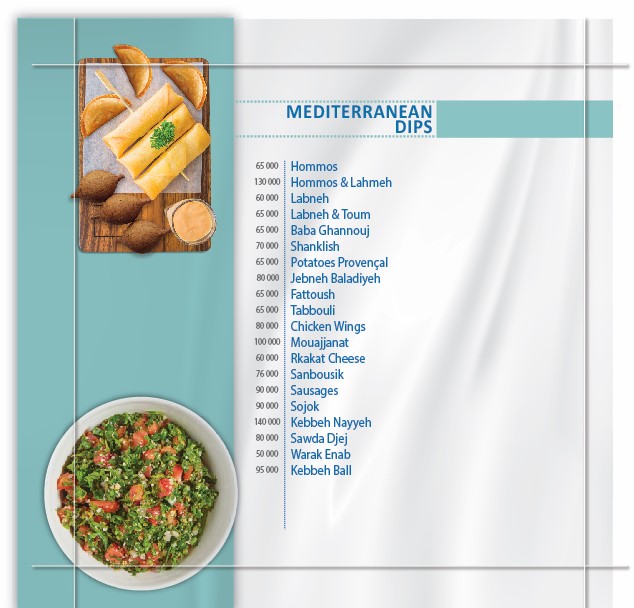 MEDITERRANEAN
DIPS
65 000 Hommos
130 000 Hommos & Lahmeh
60 000 Labneh
65 000 Labneh & Toum
65 000 Baba Ghannouj
70 000 Shanklish
65 000 Potatoes Provençal
80 000 Jebneh Baladiyeh
65 000 Fattoush
65 000 Tabbouli
80 000 Chicken Wings
100 000 Mouajjanat
60 000 Rkakat Cheese
76 000 Sanbousik
90 000 Sausages
90 000 Sojok
140 000 Kebbeh Nayyeh
80 000 Sawda Djej
50 000 Warak Enab
95 000 Kebbeh Ball